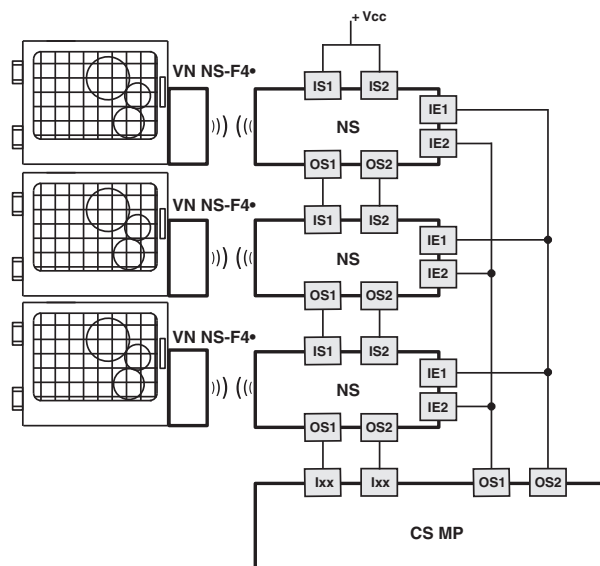 + Vcc
VN NS-F4•
IS1 IS2
IE1
NS
IE2
OS1 OS2
VN NS-F4•
IS1 IS2
IE1
NS
IE2
OS1 OS2
VN NS-F4•
IS1 IS2
IE1
NS
IE2
OS1 OS2
Ixx Ixx OS1 OS2
CS MP